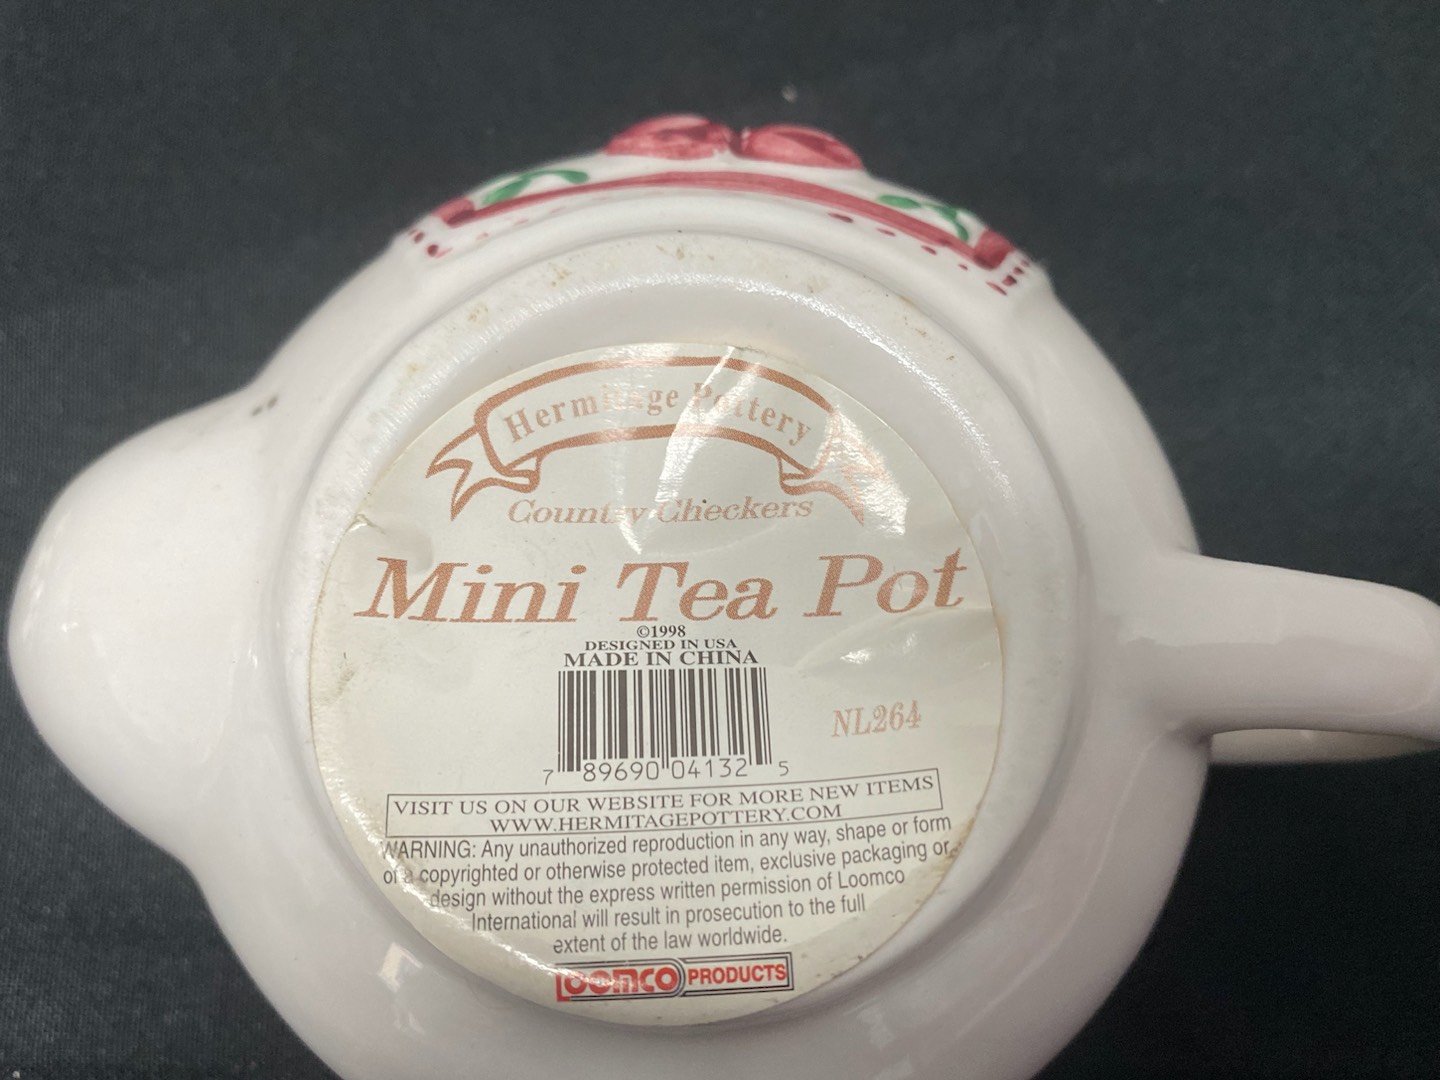 Hermitage Pottery
Country Checkers
Mini Tea Pot
©1998
DESIGNED IN USA
MADE IN CHINA
NL264
7 89690 04132 5
VISIT US ON OUR WEBSITE FOR MORE NEW ITEMS
WWW.HERMITAGEPOTTERY.COM
WARNING: Any unauthorized reproduction in any way, shape or form
of a copyrighted or otherwise protected item, exclusive packaging or
design without the express written permission of Loomco
International will result in prosecution to the full
extent of the law worldwide.
LOOMCO PRODUCTS